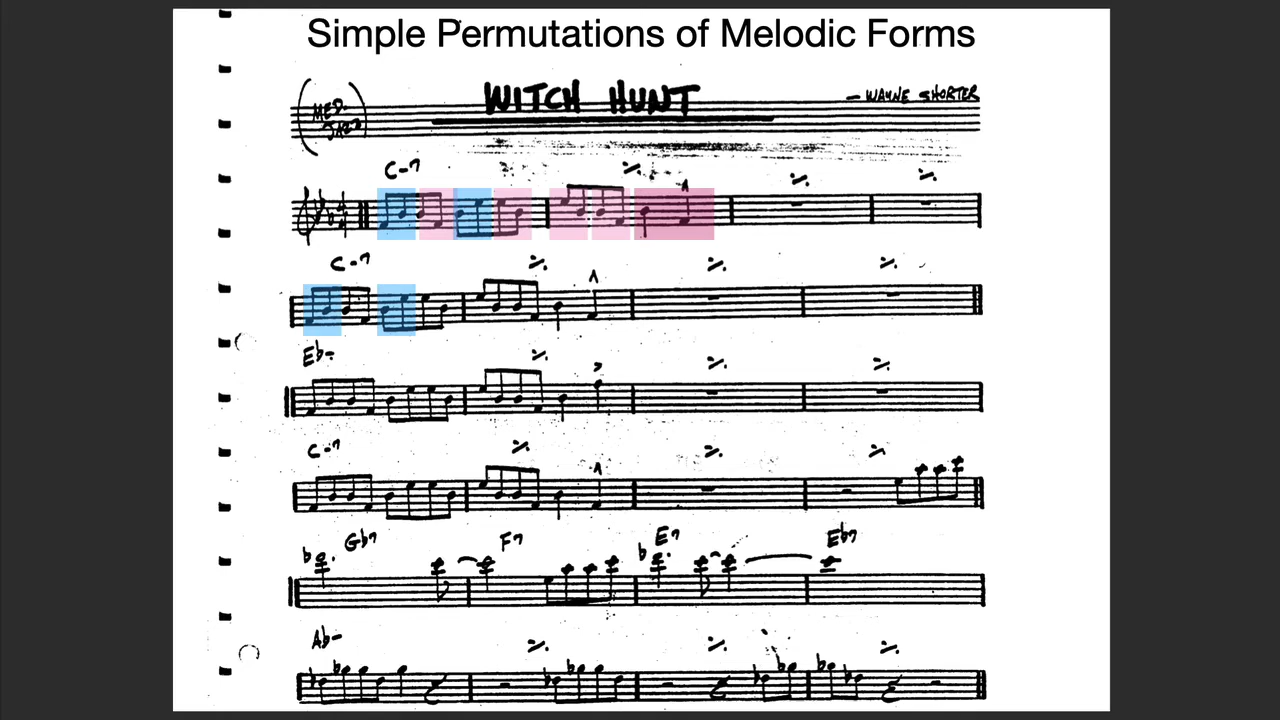 Simple Permutations of Melodic Forms
WITCH HUNT
(MED. JAZZ)
— WAYNE SHORTER
C-7
C-7
Eb-
C-7
Gb7 F7 E7 Eb7
Ab-